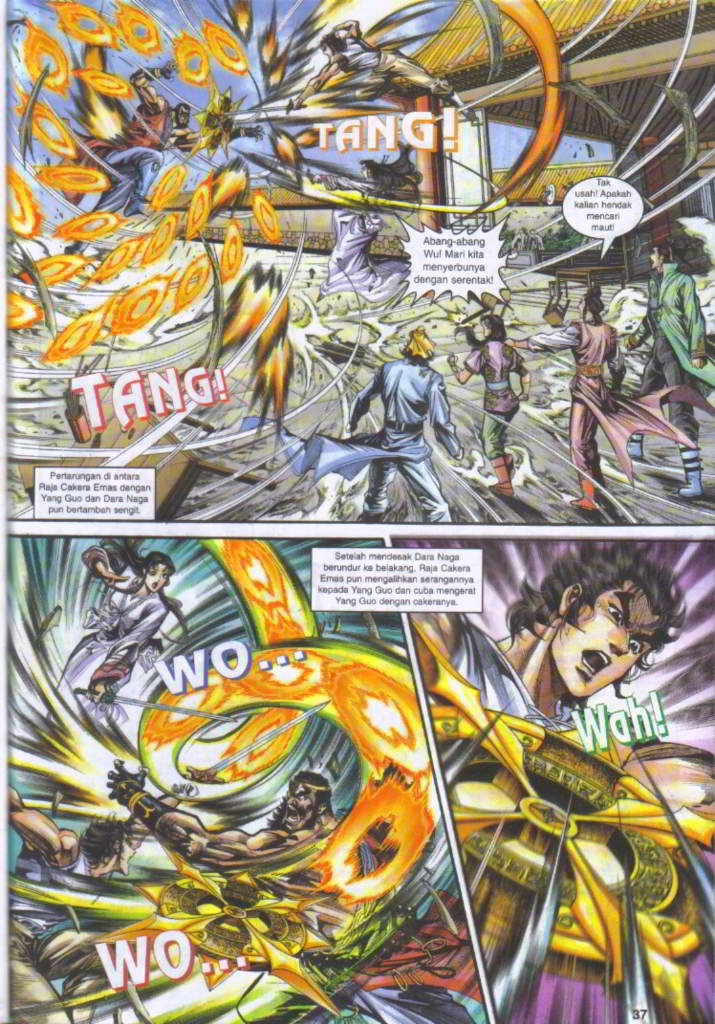 TANG!
Tak
usah! Apakah
kalian hendak
mencari
maut!
Abang-abang
Wu! Mari kita
menyerbunya
dengan serentak!
TANG!
Pertarungan di antara
Raja Cakera Emas dengan
Yang Guo dan Dara Naga
pun bertambah sengit.
Setelah mendesak Dara Naga
berundur ke belakang, Raja Cakera
Emas pun mengalihkan serangannya
kepada Yang Guo dan cuba mengerat
Yang Guo dengan cakeranya.
WO...
Wah!
WO...
37